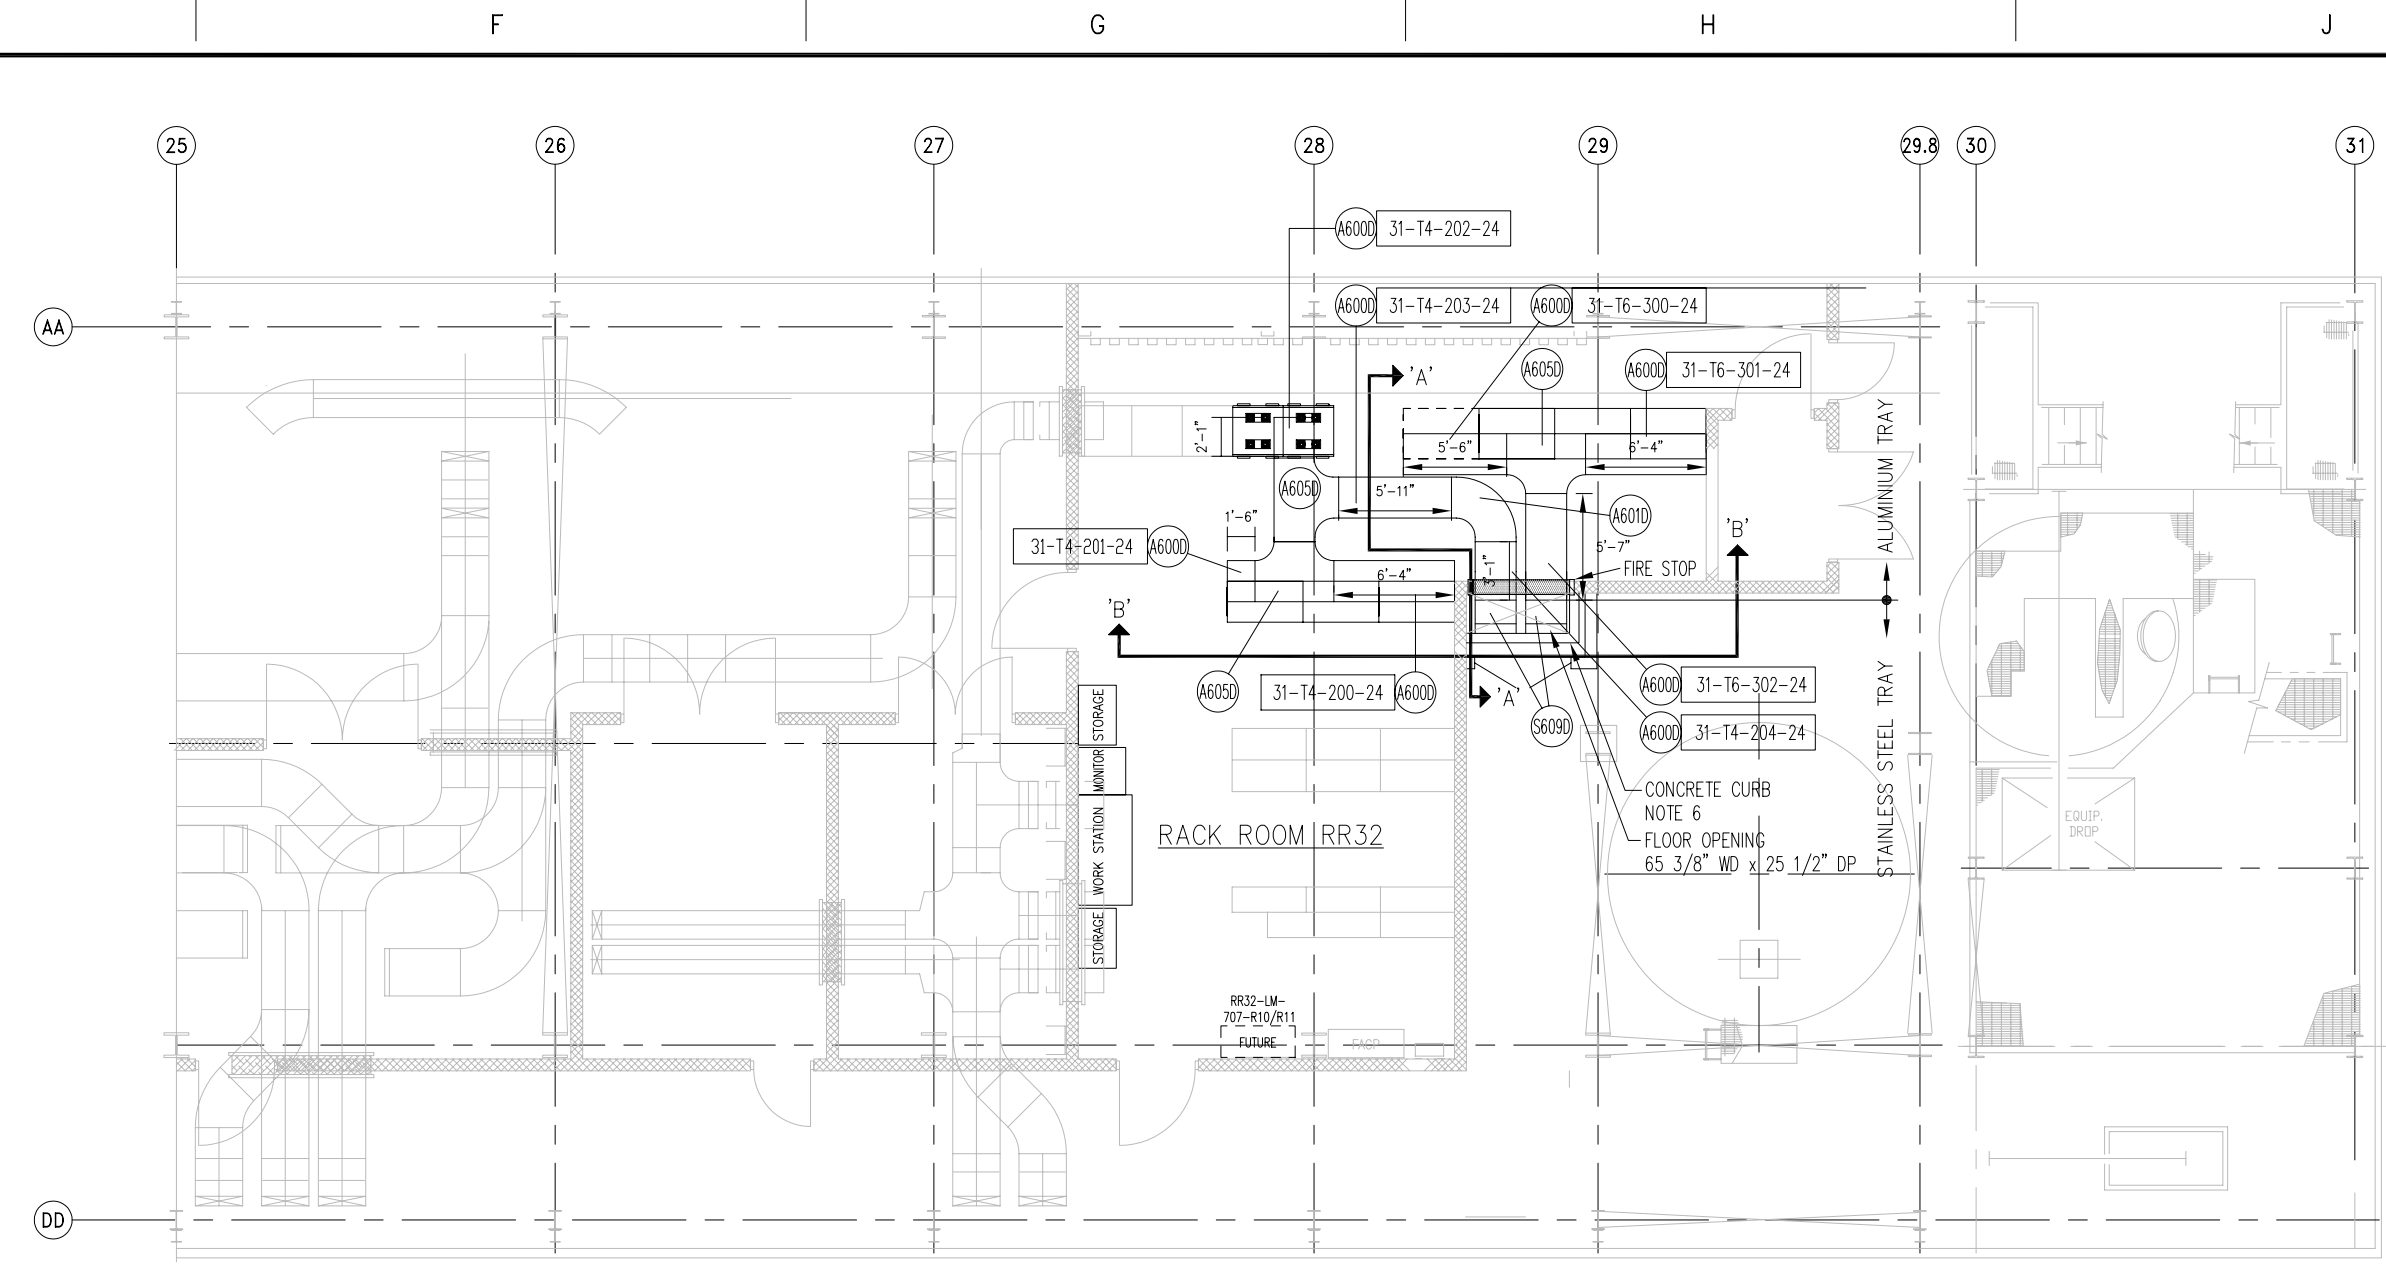 F
G
H
J
25
26
27
28
29
29.8
30
31
A600D 31-T4-202-24
AA
A600D 31-T4-203-24
A600D 31-T6-300-24
'A'
A605D
A600D 31-T6-301-24
2'-1"
5'-6"
6'-4"
A605D
5'-11"
ALUMINIUM TRAY
1'-6"
A601D
31-T4-201-24 A600D
'B'
5'-7"
3'-1"
6'-4"
FIRE STOP
'B'
A605D
31-T4-200-24 A600D
'A'
A600D 31-T6-302-24
S609D
A600D 31-T4-204-24
STAINLESS STEEL TRAY
STORAGE
MONITOR
WORK STATION
STORAGE
CONCRETE CURB
NOTE 6
FLOOR OPENING
65 3/8" WD x 25 1/2" DP
RACK ROOM RR32
EQUIP.
DROP
RR32-LM-
707-R10/R11
FUTURE
FACP
DD